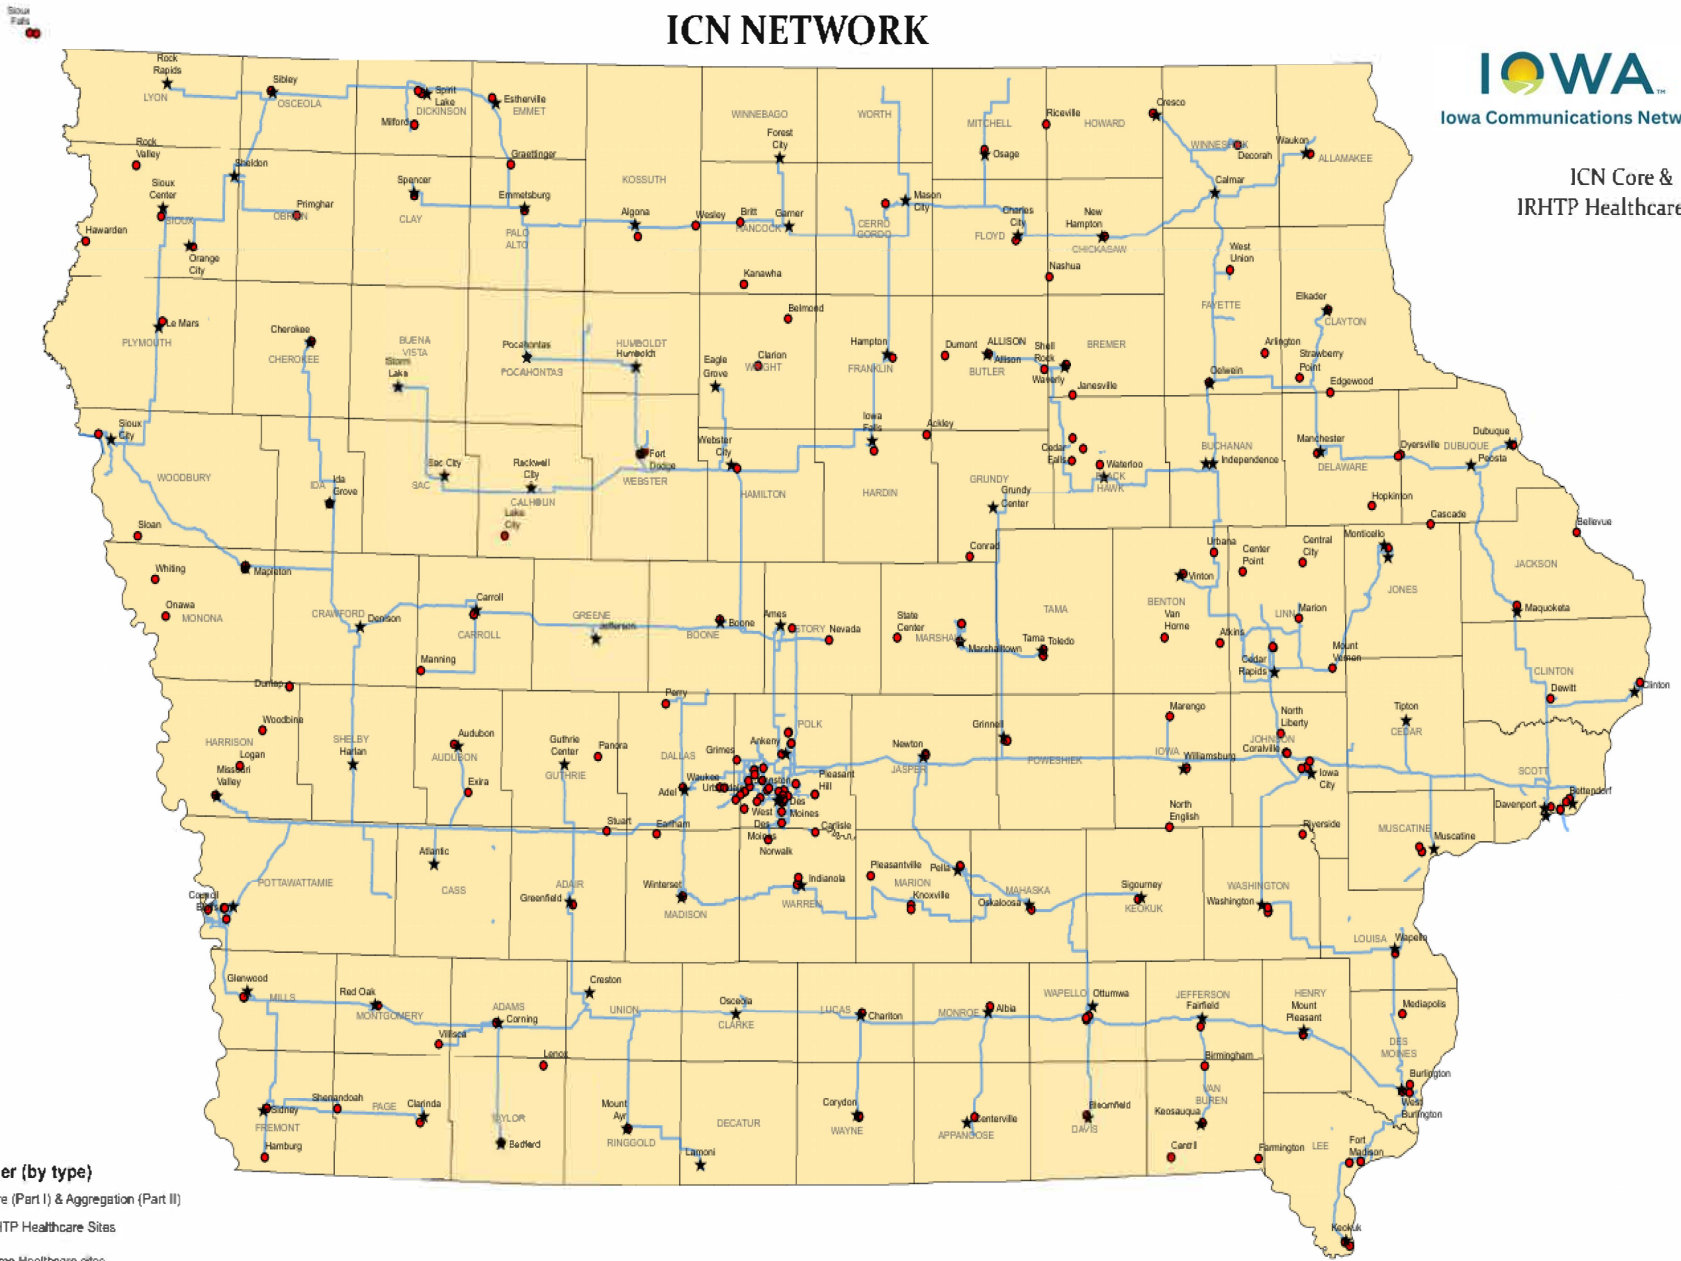 Sioux
Falls
ICN NETWORK
IOWA™
Iowa Communications Netw
ICN Core &
IRHTP Healthcare
Rock
Rapids
LYON
Sibley
OSCEOLA
Spirit
Lake
DICKINSON
Milford
Estherville
EMMET
WINNEBAGO
Forest
City
WORTH
MITCHELL
Osage
Riceville
HOWARD
Cresco
WINNESHIEK
Decorah
Waukon
ALLAMAKEE
Rock
Valley
Sheldon
Sioux
Center
SIOUX
Hawarden
Orange
City
Primghar
OBRIEN
Spencer
CLAY
Graettinger
Emmetsburg
PALO
ALTO
KOSSUTH
Algona
Wesley
Britt
HANCOCK
Garner
Mason
City
CERRO
GORDO
Charles
City
FLOYD
New
Hampton
CHICKASAW
Calmar
Kanawha
Belmond
Nashua
West
Union
FAYETTE
Elkader
CLAYTON
Le Mars
PLYMOUTH
Cherokee
CHEROKEE
BUENA
VISTA
Storm
Lake
Pocahontas
POCAHONTAS
HUMBOLDT
Humboldt
Eagle
Grove
Clarion
WRIGHT
Hampton
FRANKLIN
Dumont
ALLISON
Allison
BUTLER
Shell
Rock
Waverly
BREMER
Janesville
Oelwein
Arlington
Strawberry
Point
Edgewood
Sioux
City
WOODBURY
IDA
Ida
Grove
Sac City
SAC
Rockwell
City
CALHOUN
Lake
City
Fort
Dodge
WEBSTER
Webster
City
HAMILTON
Iowa
Falls
Ackley
HARDIN
GRUNDY
Grundy
Center
Cedar
Falls
Waterloo
BLACK
HAWK
BUCHANAN
Independence
Manchester
DELAWARE
Dyersville
DUBUQUE
Dubuque
Peosta
Hopkinton
Cascade
Bellevue
Sloan
Whiting
Onawa
MONONA
Mapleton
CRAWFORD
Denison
Carroll
CARROLL
Manning
GREENE
Jefferson
BOONE
Boone
Ames
STORY
Nevada
State
Center
MARSHALL
Marshalltown
Conrad
TAMA
Tama
Toledo
Urbana
Vinton
BENTON
Van
Horne
Atkins
Center
Point
Central
City
LINN
Marion
Cedar
Rapids
Mount
Vernon
Monticello
JONES
JACKSON
Maquoketa
CLINTON
Dewitt
Clinton
Dunlap
Woodbine
HARRISON
Logan
Missouri
Valley
SHELBY
Harlan
Audubon
AUDUBON
Exira
Guthrie
Center
GUTHRIE
Panora
Perry
DALLAS
Grimes
Waukee
Adel
Ankeny
POLK
Pleasant
Hill
West
Des
Moines
Des
Moines
Carlisle
Norwalk
Stuart
Earlham
Newton
JASPER
Grinnell
POWESHIEK
Marengo
IOWA
Williamsburg
North
English
North
Liberty
JOHNSON
Coralville
Iowa
City
Riverside
Tipton
CEDAR
SCOTT
Davenport
Bettendorf
MUSCATINE
Muscatine
Council
Bluffs
POTTAWATTAMIE
Atlantic
CASS
ADAIR
Greenfield
Winterset
MADISON
Indianola
WARREN
Pleasantville
MARION
Knoxville
Pella
Oskaloosa
MAHASKA
Sigourney
KEOKUK
WASHINGTON
Washington
LOUISA
Wapello
Glenwood
MILLS
Red Oak
MONTGOMERY
Villisca
ADAMS
Corning
Creston
UNION
Osceola
CLARKE
LUCAS
Chariton
MONROE
Albia
WAPELLO
Ottumwa
JEFFERSON
Fairfield
HENRY
Mount
Pleasant
Mediapolis
DES
MOINES
Burlington
West
Burlington
Sidney
FREMONT
Hamburg
Shenandoah
PAGE
Clarinda
Lenox
TAYLOR
Bedford
Mount
Ayr
RINGGOLD
DECATUR
Lamoni
Corydon
WAYNE
Centerville
APPANOOSE
Bloomfield
DAVIS
Birmingham
VAN
BUREN
Keosauqua
Cantril
Farmington
LEE
Fort
Madison
Keokuk
er (by type)
re (Part I) & Aggregation (Part II)
HTP Healthcare Sites